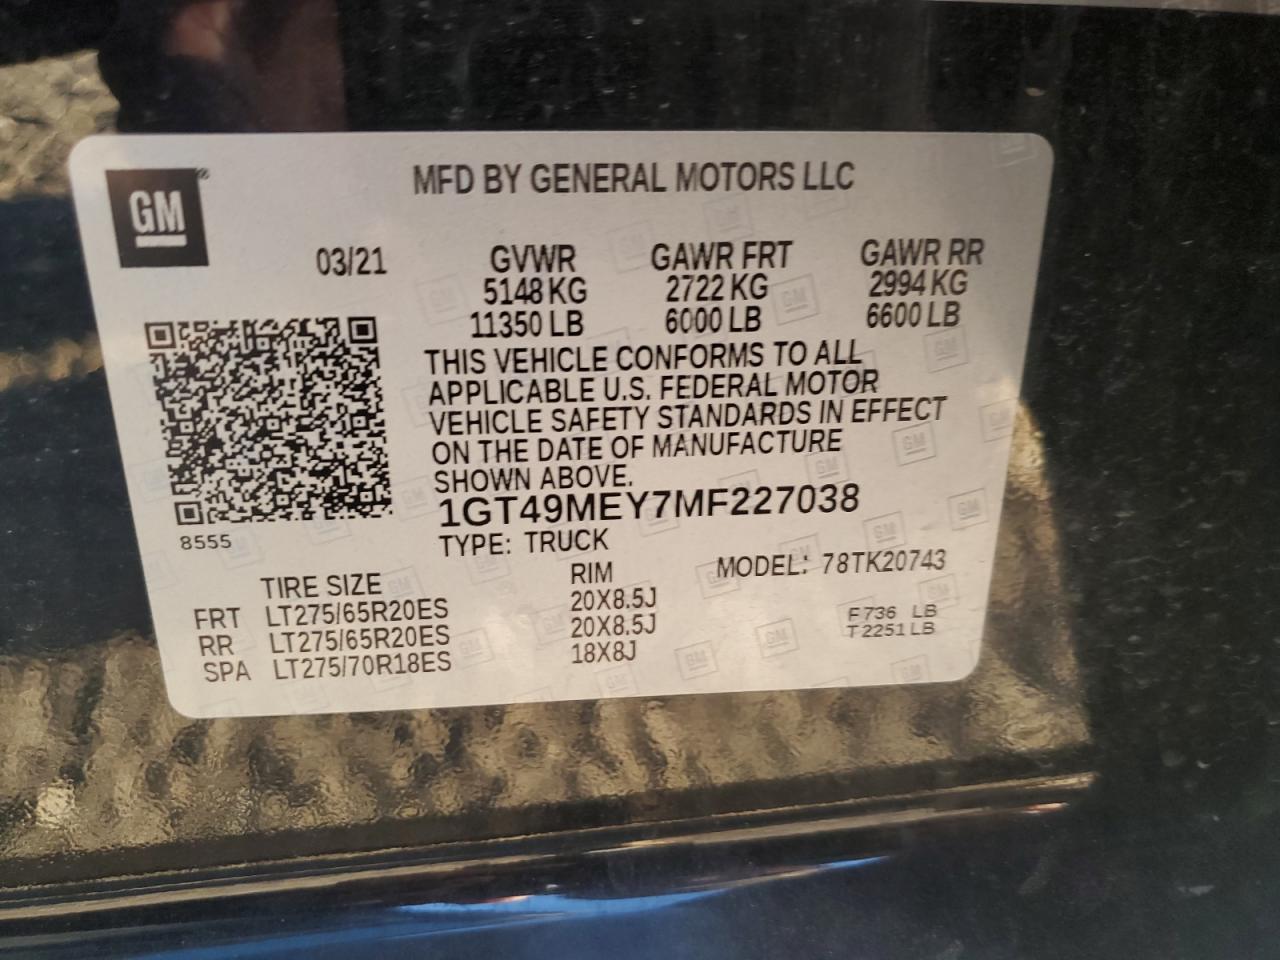 GM®
MFD BY GENERAL MOTORS LLC
03/21 GVWR GAWR FRT GAWR RR
5148 KG 2722 KG 2994 KG
11350 LB 6000 LB 6600 LB
THIS VEHICLE CONFORMS TO ALL
APPLICABLE U.S. FEDERAL MOTOR
VEHICLE SAFETY STANDARDS IN EFFECT
ON THE DATE OF MANUFACTURE
SHOWN ABOVE.
1GT49MEY7MF227038
8555
TYPE: TRUCK
MODEL: 78TK20743
TIRE SIZE RIM
FRT LT275/65R20ES 20X8.5J
RR LT275/65R20ES 20X8.5J
SPA LT275/70R18ES 18X8J
F 736 LB
T 2251 LB